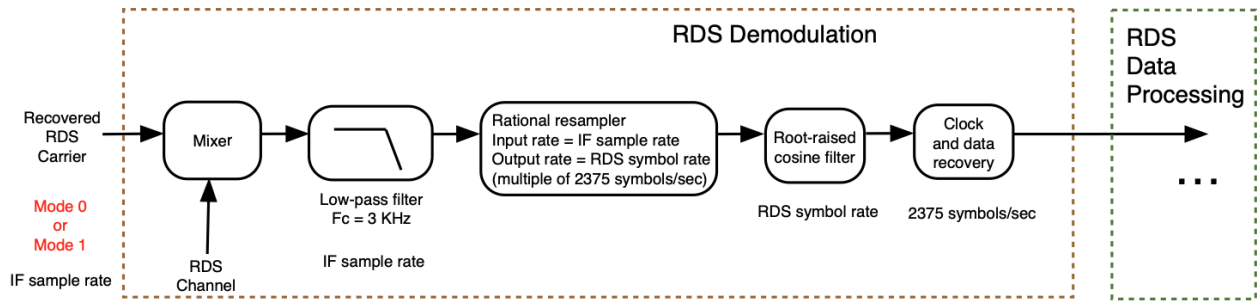 RDS Demodulation
RDS
Data
Processing
Recovered
RDS
Carrier
Mode 0
or
Mode 1
IF sample rate
Mixer
RDS
Channel
Low-pass filter
Fc = 3 KHz
IF sample rate
Rational resampler
Input rate = IF sample rate
Output rate = RDS symbol rate
(multiple of 2375 symbols/sec)
Root-raised
cosine filter
RDS symbol rate
Clock
and data
recovery
2375 symbols/sec
...